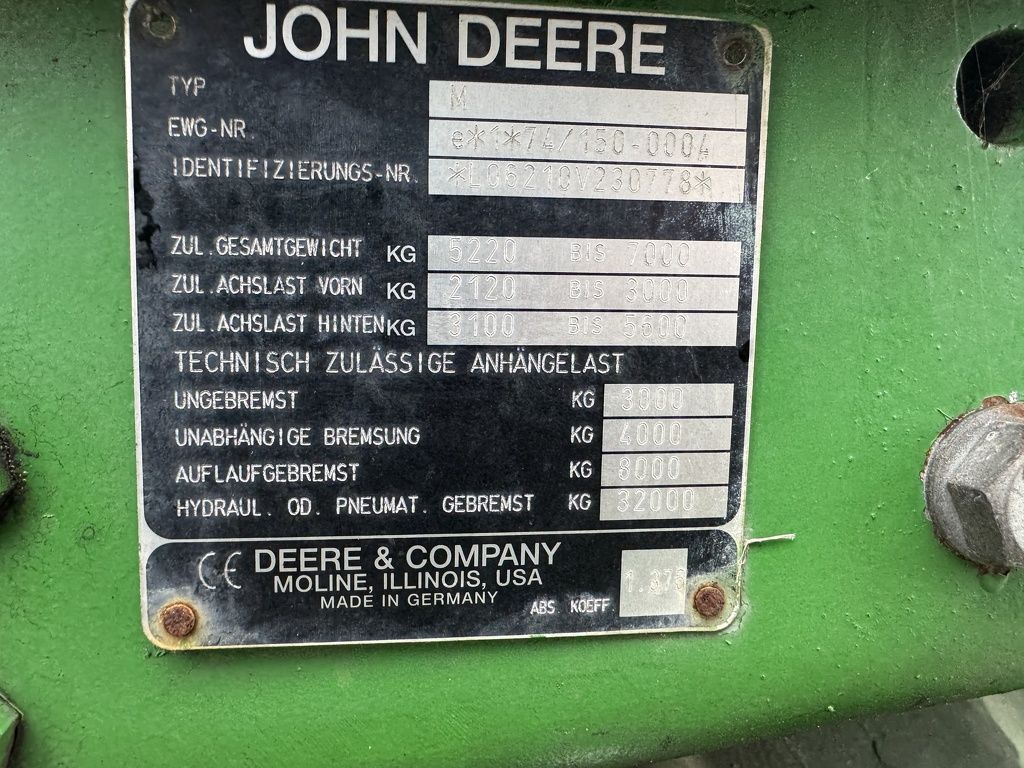 JOHN DEERE
TYP M
EWG-NR. e*1*74/150-0004
IDENTIFIZIERUNGS-NR. *L06210V230778*
ZUL.GESAMTGEWICHT KG 5220 BIS 7000
ZUL.ACHSLAST VORN KG 2120 BIS 3000
ZUL.ACHSLAST HINTEN KG 3100 BIS 5600
TECHNISCH ZULÄSSIGE ANHÄNGELAST
UNGEBREMST KG 3000
UNABHÄNGIGE BREMSUNG KG 4000
AUFLAUFGEBREMST KG 8000
HYDRAUL. OD. PNEUMAT. GEBREMST KG 32000
CE DEERE & COMPANY
MOLINE, ILLINOIS, USA
MADE IN GERMANY
ABS. KOEFF. 1.375